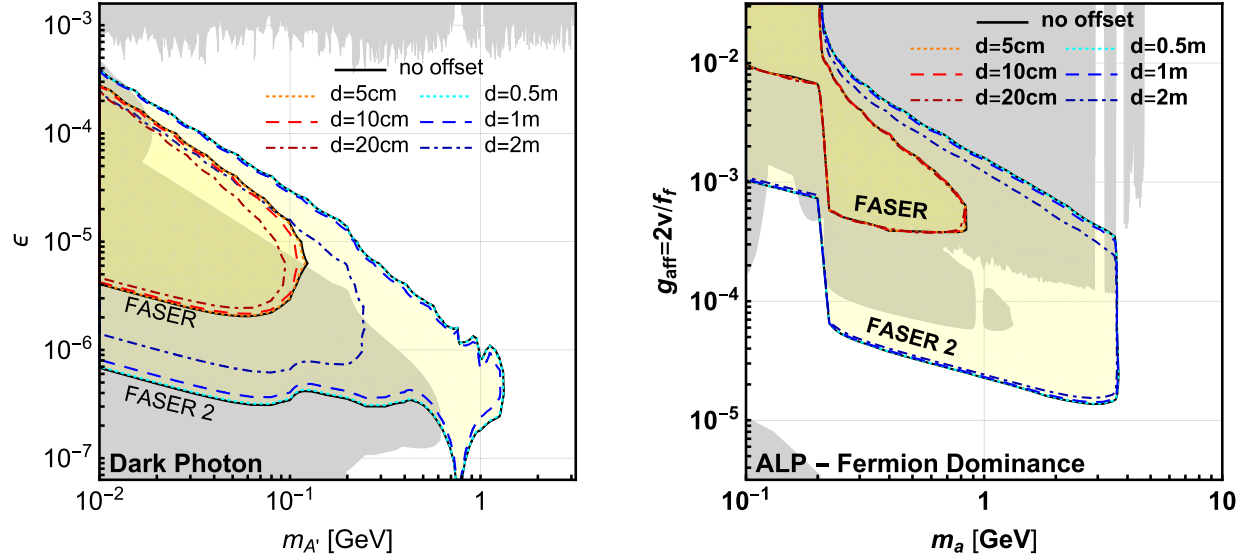 10⁻³
10⁻⁴
10⁻⁵
10⁻⁶
10⁻⁷
ϵ
no offset
d=5cm d=0.5m
d=10cm d=1m
d=20cm d=2m
FASER
FASER 2
Dark Photon
10⁻² 10⁻¹ 1
m_A' [GeV]
10⁻²
10⁻³
10⁻⁴
10⁻⁵
g_aff=2v/f_f
no offset
d=5cm d=0.5m
d=10cm d=1m
d=20cm d=2m
FASER
FASER 2
ALP − Fermion Dominance
10⁻¹ 1 10
m_a [GeV]